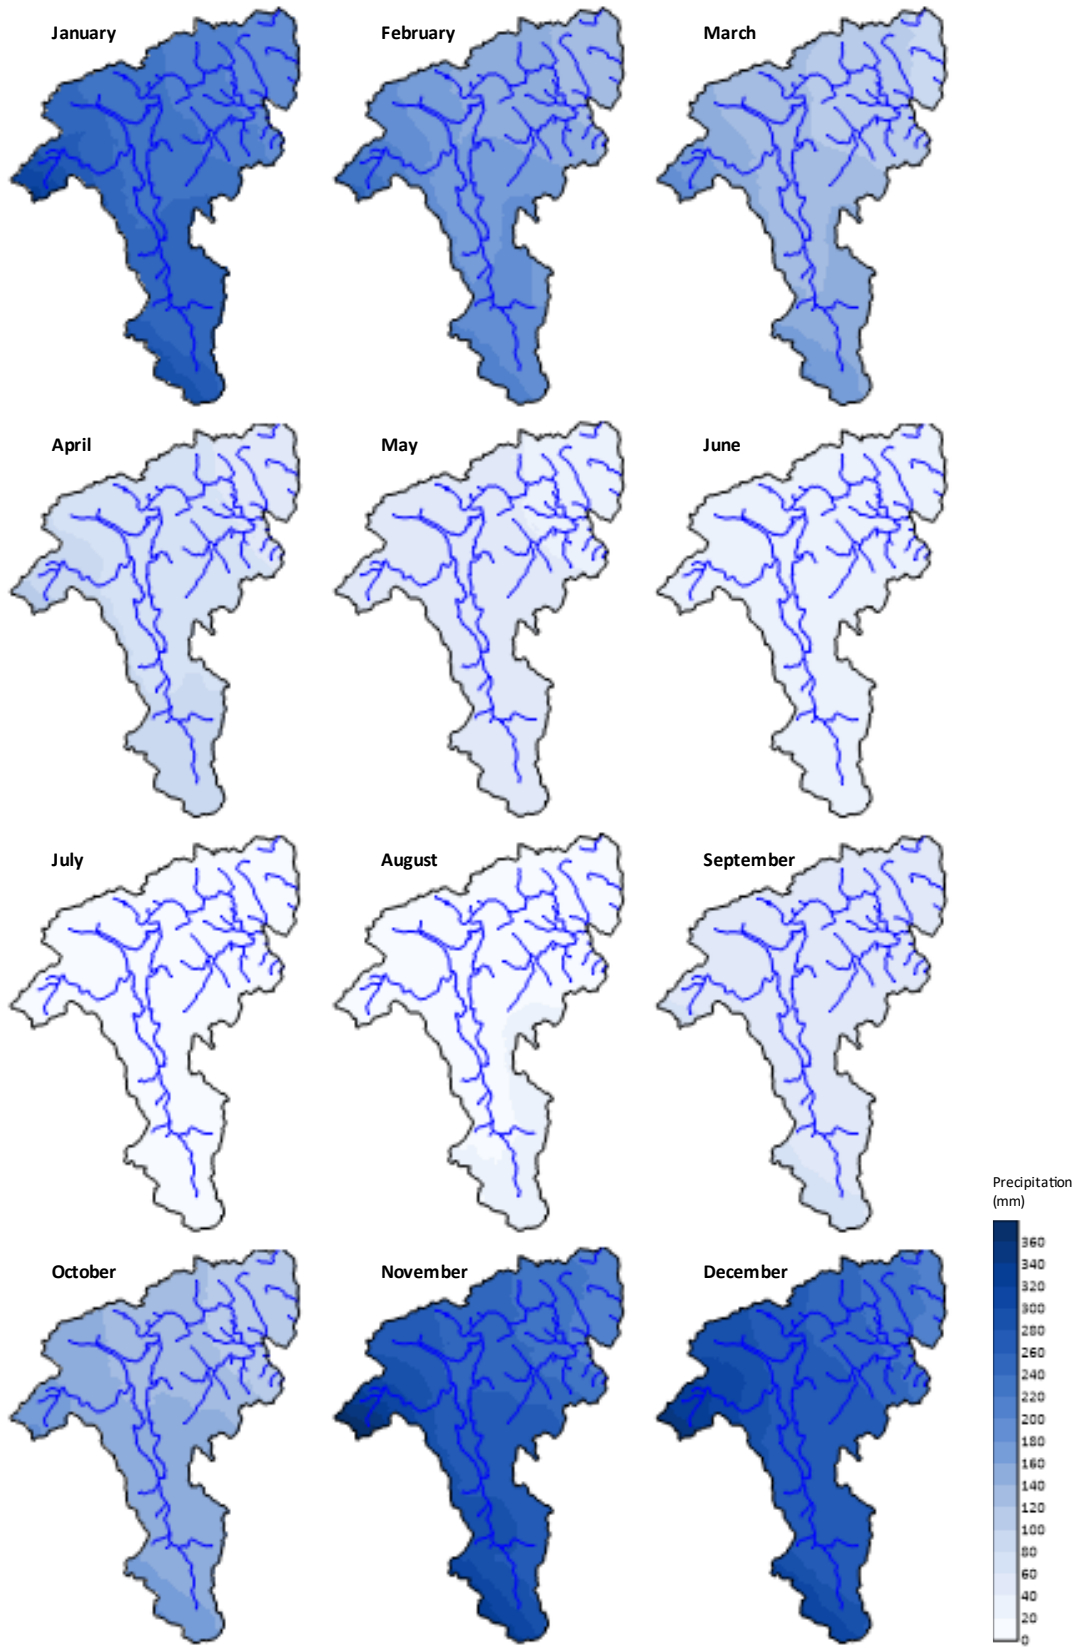 January
February
March
April
May
June
July
August
September
October
November
December
Precipitation
(mm)
360
340
320
300
280
260
240
220
200
180
160
140
120
100
80
60
40
20
0